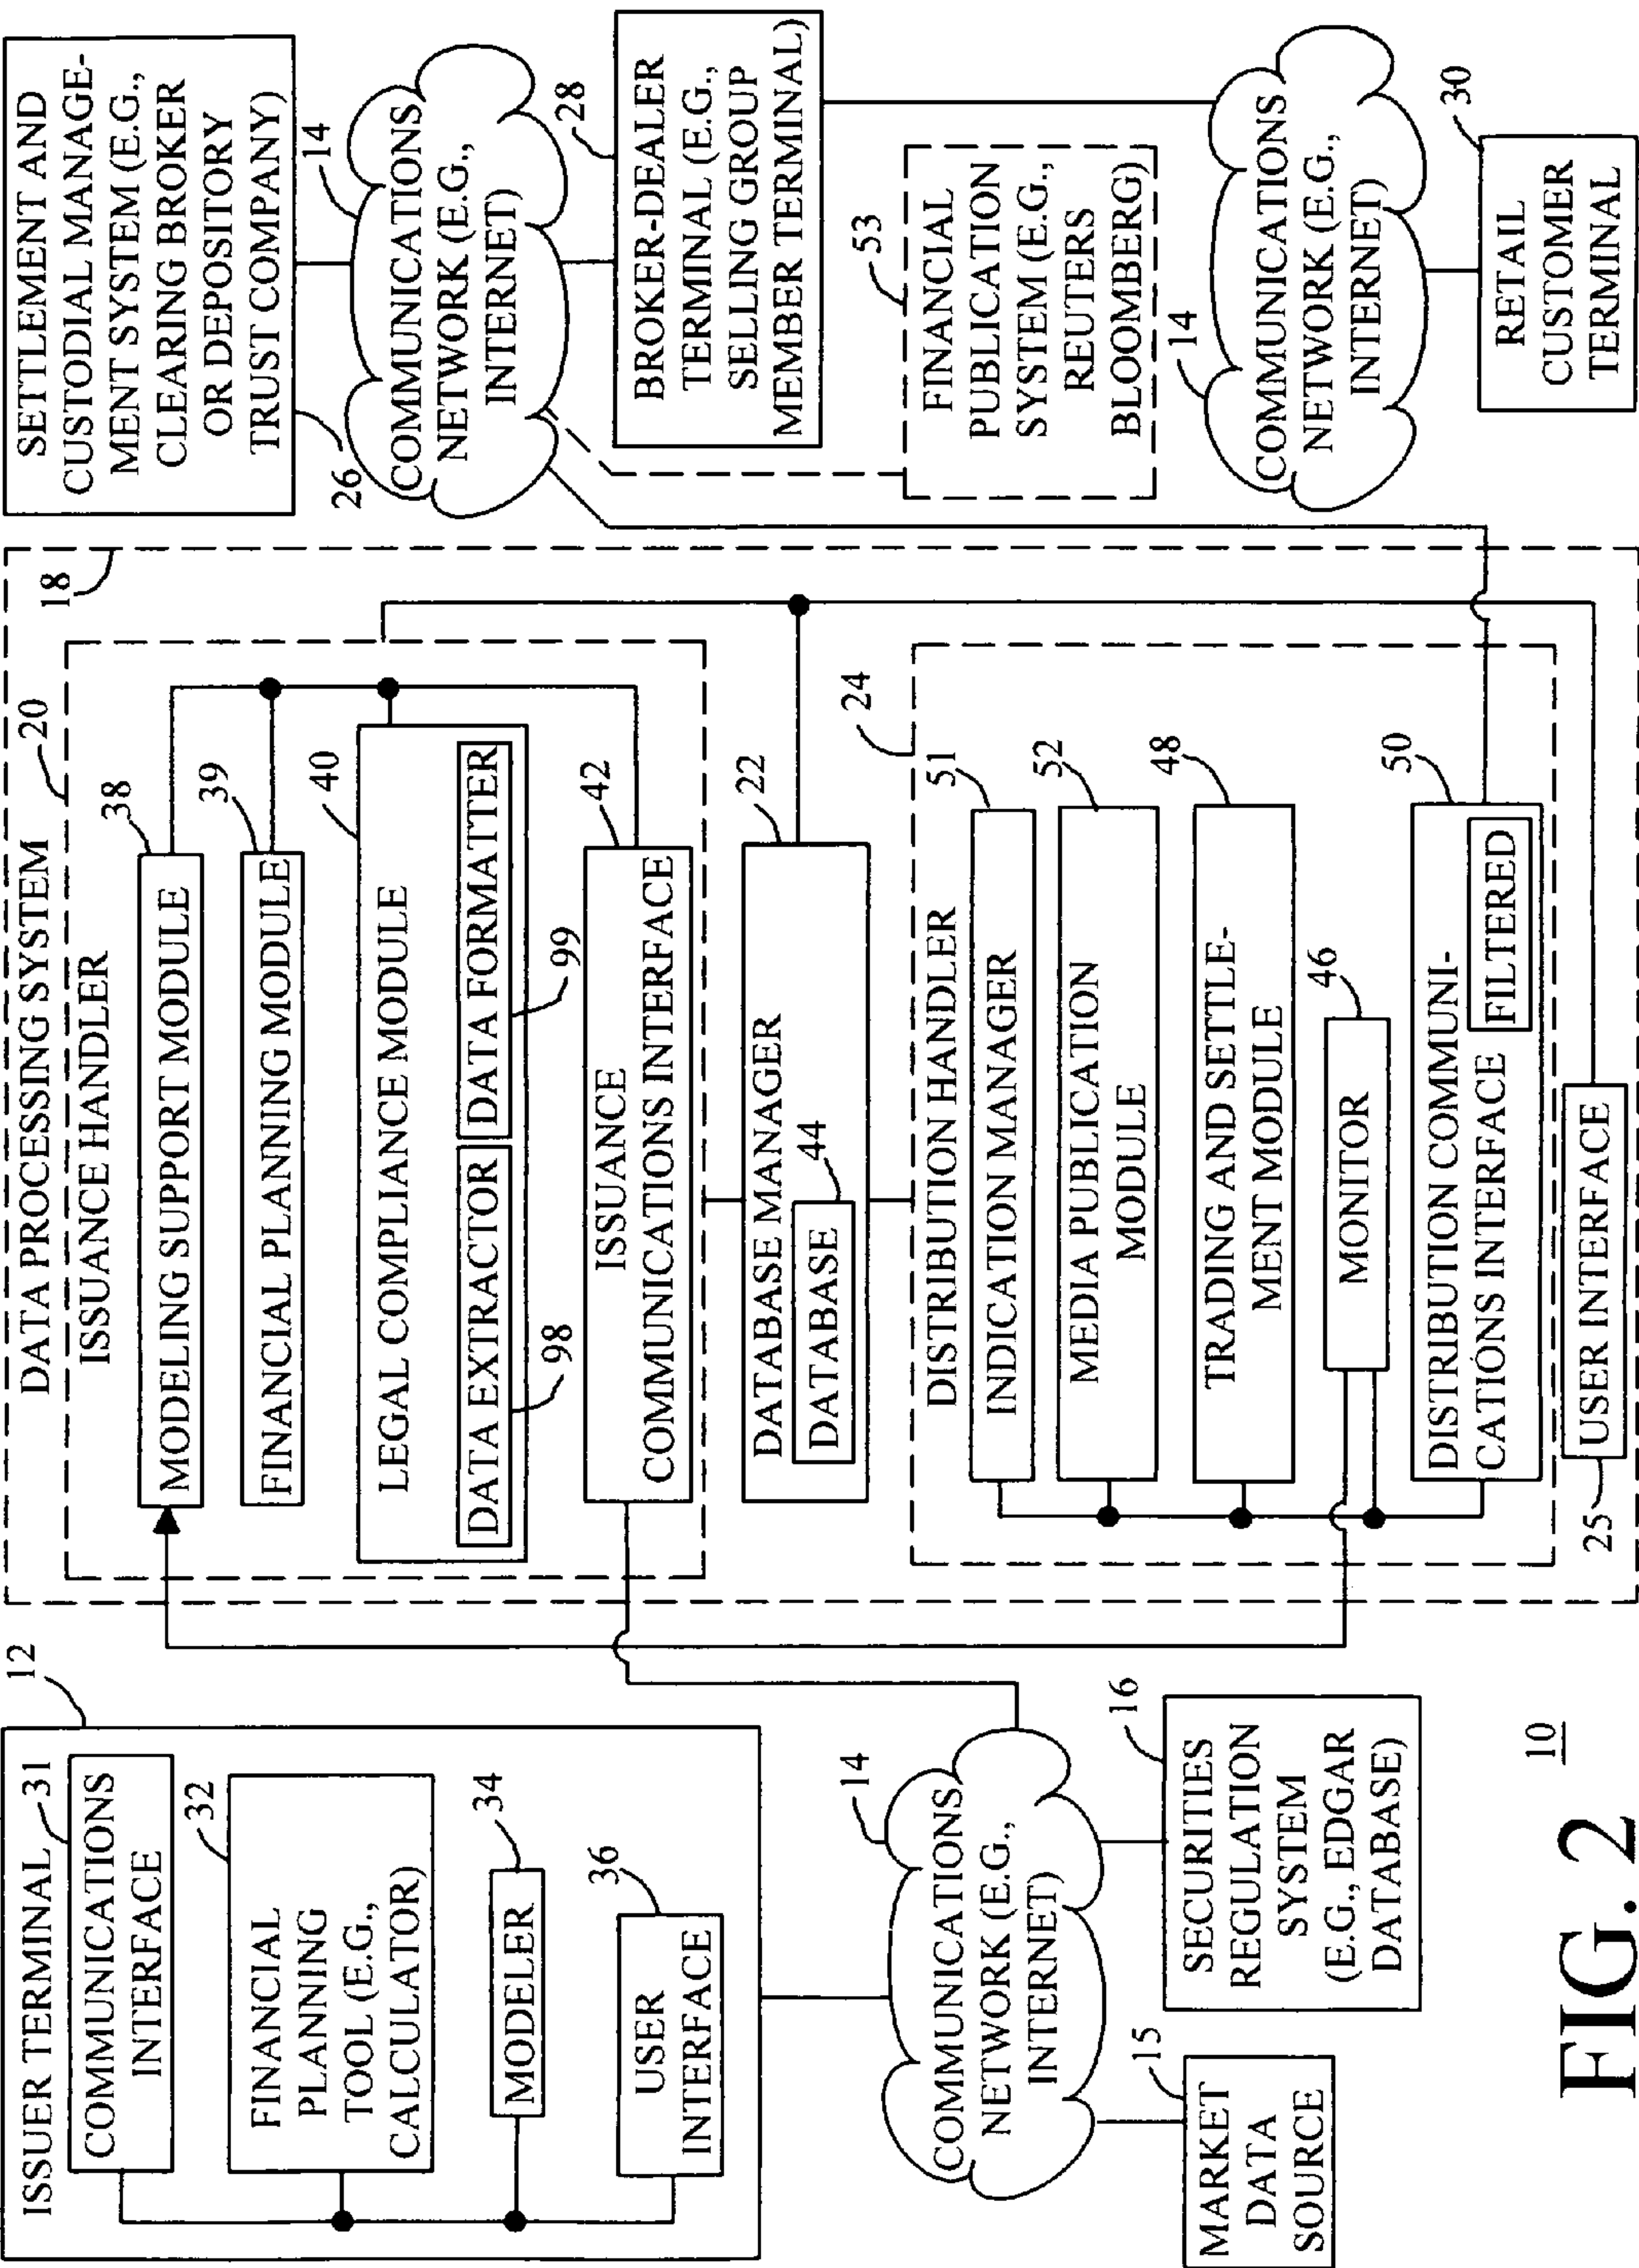 ISSUER TERMINAL
12
COMMUNICATIONS
INTERFACE
31
FINANCIAL
PLANNING
TOOL (E.G.,
CALCULATOR)
32
MODELER
34
USER
INTERFACE
36
COMMUNICATIONS
NETWORK (E.G.,
INTERNET)
14
MARKET
DATA
SOURCE
15
SECURITIES
REGULATION
SYSTEM
(E.G., EDGAR
DATABASE)
16
DATA PROCESSING SYSTEM
18
ISSUANCE HANDLER
20
MODELING SUPPORT MODULE
38
FINANCIAL PLANNING MODULE
39
LEGAL COMPLIANCE MODULE
40
DATA EXTRACTOR
98
DATA FORMATTER
99
ISSUANCE
COMMUNICATIONS INTERFACE
42
DATABASE MANAGER
22
DATABASE
44
DISTRIBUTION HANDLER
24
INDICATION MANAGER
51
MEDIA PUBLICATION
MODULE
52
TRADING AND SETTLE-
MENT MODULE
48
MONITOR
46
DISTRIBUTION COMMUNI-
CATIONS INTERFACE
FILTERED
50
USER INTERFACE
25
SETTLEMENT AND
CUSTODIAL MANAGE-
MENT SYSTEM (E.G.,
CLEARING BROKER
OR DEPOSITORY
TRUST COMPANY)
26
COMMUNICATIONS
NETWORK (E.G.,
INTERNET)
14
BROKER-DEALER
TERMINAL (E.G.,
SELLING GROUP
MEMBER TERMINAL)
28
FINANCIAL
PUBLICATION
SYSTEM (E.G.,
REUTERS
BLOOMBERG)
53
COMMUNICATIONS
NETWORK (E.G.,
INTERNET)
14
RETAIL
CUSTOMER
TERMINAL
30
10
FIG. 2